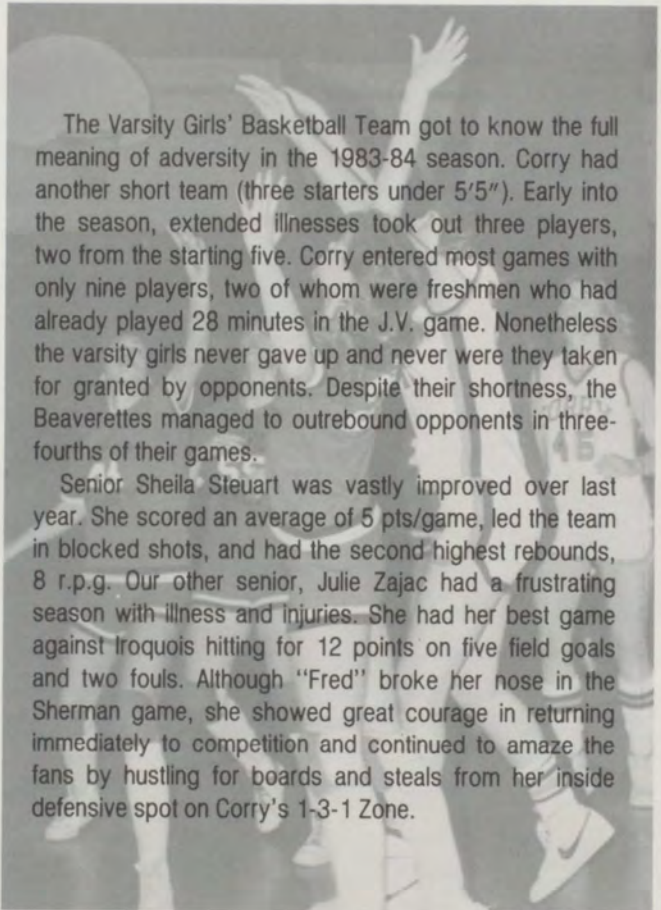 The Varsity Girls' Basketball Team got to know the full
meaning of adversity in the 1983-84 season. Corry had
another short team (three starters under 5'5"). Early into
the season, extended illnesses took out three players,
two from the starting five. Corry entered most games with
only nine players, two of whom were freshmen who had
already played 28 minutes in the J.V. game. Nonetheless
the varsity girls never gave up and never were they taken
for granted by opponents. Despite their shortness, the
Beaverettes managed to outrebound opponents in three-
fourths of their games.
Senior Sheila Steuart was vastly improved over last
year. She scored an average of 5 pts/game, led the team
in blocked shots, and had the second highest rebounds,
8 r.p.g. Our other senior, Julie Zajac had a frustrating
season with illness and injuries. She had her best game
against Iroquois hitting for 12 points on five field goals
and two fouls. Although "Fred" broke her nose in the
Sherman game, she showed great courage in returning
immediately to competition and continued to amaze the
fans by hustling for boards and steals from her inside
defensive spot on Corry's 1-3-1 Zone.